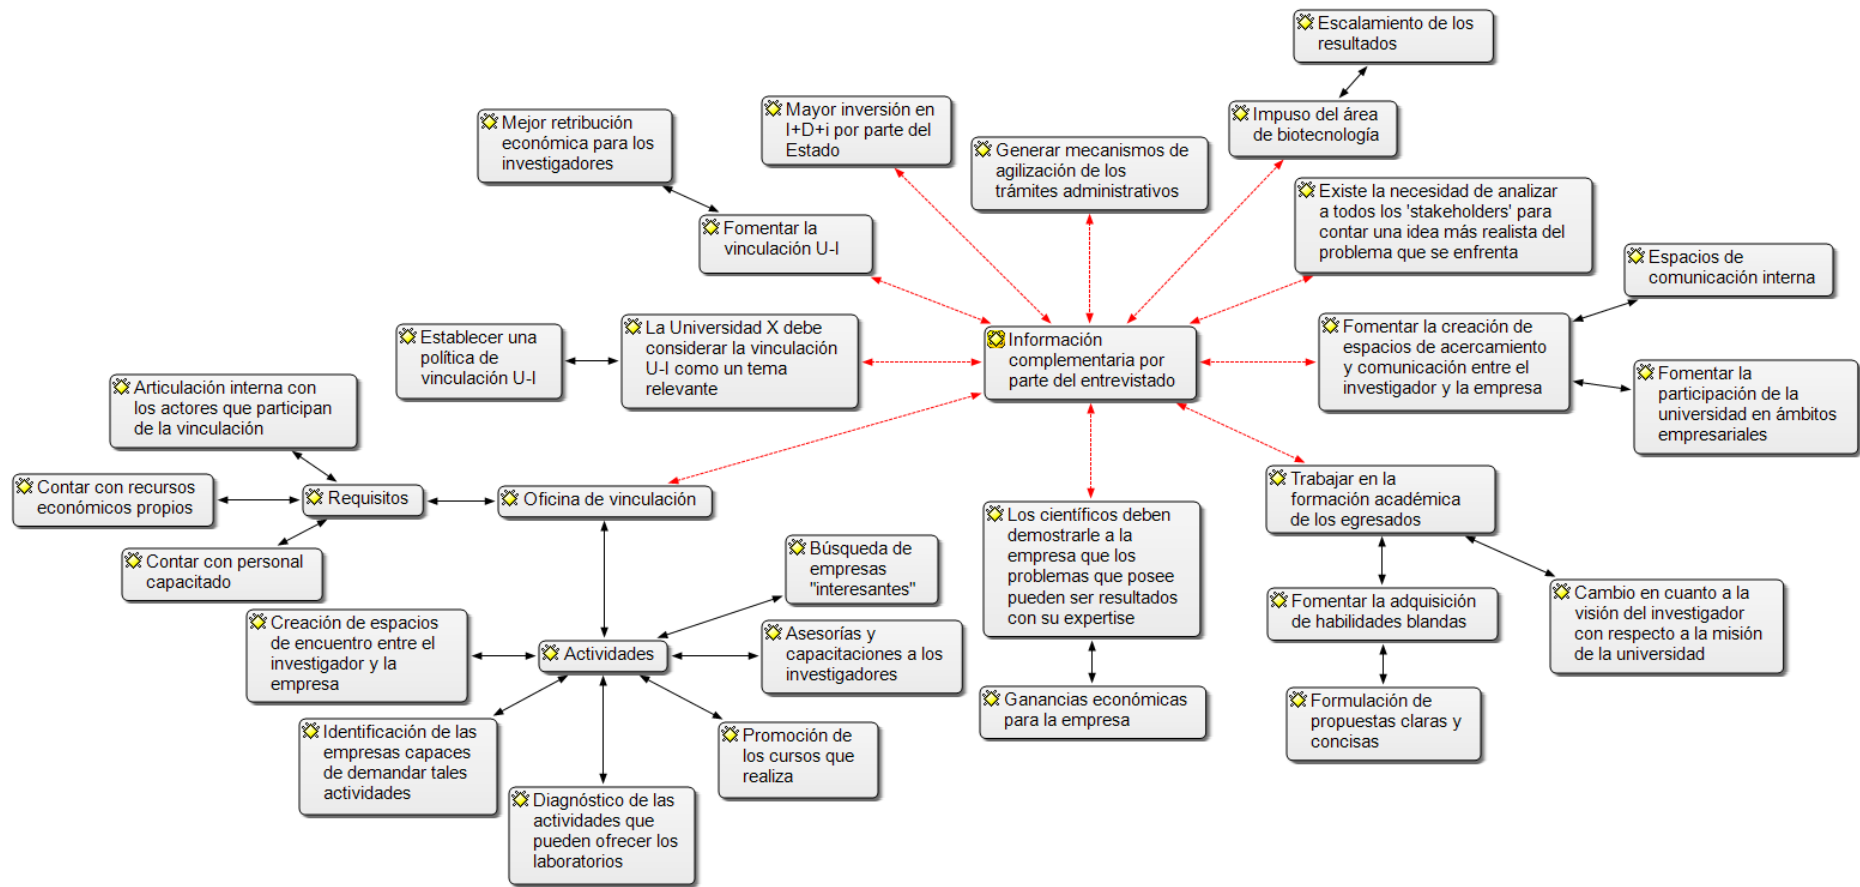 Escalamiento de los
resultados
Mayor inversión en
I+D+i por parte del
Estado
Impuso del área
de biotecnología
Mejor retribución
económica para los
investigadores
Generar mecanismos de
agilización de los
trámites administrativos
Existe la necesidad de analizar
a todos los 'stakeholders' para
contar una idea más realista del
problema que se enfrenta
Fomentar la
vinculación U-I
Espacios de
comunicación interna
Establecer una
política de
vinculación U-I
La Universidad X debe
considerar la vinculación
U-I como un tema
relevante
Información
complementaria por
parte del entrevistado
Fomentar la creación de
espacios de acercamiento
y comunicación entre el
investigador y la empresa
Fomentar la
participación de la
universidad en ámbitos
empresariales
Articulación interna con
los actores que participan
de la vinculación
Contar con recursos
económicos propios
Requisitos
Oficina de vinculación
Trabajar en la
formación académica
de los egresados
Contar con personal
capacitado
Los científicos deben
demostrarle a la
empresa que los
problemas que posee
pueden ser resultados
con su expertise
Búsqueda de
empresas
"interesantes"
Creación de espacios
de encuentro entre el
investigador y la
empresa
Actividades
Asesorías y
capacitaciones a los
investigadores
Fomentar la adquisición
de habilidades blandas
Cambio en cuanto a la
visión del investigador
con respecto a la misión
de la universidad
Ganancias económicas
para la empresa
Formulación de
propuestas claras y
concisas
Identificación de las
empresas capaces
de demandar tales
actividades
Promoción de
los cursos que
realiza
Diagnóstico de las
actividades que
pueden ofrecer los
laboratorios